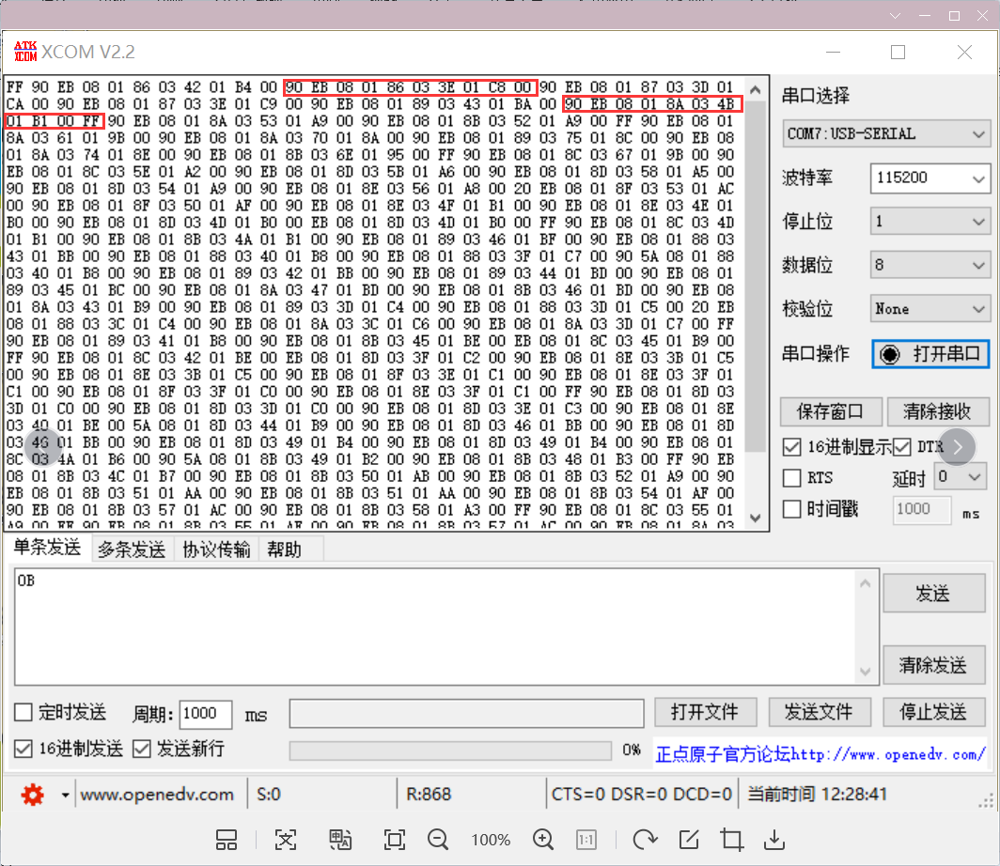 ATK
XCOM XCOM V2.2
FF 90 EB 08 01 86 03 42 01 B4 00 90 EB 08 01 86 03 3E 01 C8 00 90 EB 08 01 87 03 3D 01
CA 00 90 EB 08 01 87 03 3E 01 C9 00 90 EB 08 01 89 03 43 01 BA 00 90 EB 08 01 8A 03 4B
01 B1 00 FF 90 EB 08 01 8A 03 53 01 A9 00 90 EB 08 01 8B 03 52 01 A9 00 FF 90 EB 08 01
8A 03 61 01 9B 00 90 EB 08 01 8A 03 70 01 8A 00 90 EB 08 01 89 03 75 01 8C 00 90 EB 08
01 8A 03 74 01 8E 00 90 EB 08 01 8B 03 6E 01 95 00 FF 90 EB 08 01 8C 03 67 01 9B 00 90
EB 08 01 8C 03 5E 01 A2 00 90 EB 08 01 8D 03 5B 01 A6 00 90 EB 08 01 8D 03 58 01 A5 00
90 EB 08 01 8D 03 54 01 A9 00 90 EB 08 01 8E 03 56 01 A8 00 20 EB 08 01 8F 03 53 01 AC
00 90 EB 08 01 8F 03 50 01 AF 00 90 EB 08 01 8E 03 4F 01 B1 00 90 EB 08 01 8E 03 4E 01
B0 00 90 EB 08 01 8D 03 4D 01 B0 00 EB 08 01 8D 03 4D 01 B0 00 FF 90 EB 08 01 8C 03 4D
01 B1 00 90 EB 08 01 8B 03 4A 01 B1 00 90 EB 08 01 89 03 46 01 BF 00 90 EB 08 01 88 03
43 01 BB 00 90 EB 08 01 88 03 40 01 B8 00 90 EB 08 01 88 03 3F 01 C7 00 90 5A 08 01 88
03 40 01 B8 00 90 EB 08 01 89 03 42 01 BB 00 90 EB 08 01 89 03 44 01 BD 00 90 EB 08 01
89 03 45 01 BC 00 90 EB 08 01 8A 03 47 01 BD 00 90 EB 08 01 8B 03 46 01 BD 00 90 EB 08
01 8A 03 43 01 B9 00 90 EB 08 01 89 03 3D 01 C4 00 90 EB 08 01 88 03 3D 01 C5 00 20 EB
08 01 88 03 3C 01 C4 00 90 EB 08 01 8A 03 3C 01 C6 00 90 EB 08 01 8A 03 3D 01 C7 00 FF
90 EB 08 01 89 03 41 01 B8 00 90 EB 08 01 8B 03 45 01 BE 00 EB 08 01 8C 03 45 01 B9 00
FF 90 EB 08 01 8C 03 42 01 BE 00 EB 08 01 8D 03 3F 01 C2 00 90 EB 08 01 8E 03 3B 01 C5
00 90 EB 08 01 8E 03 3B 01 C5 00 90 EB 08 01 8F 03 3E 01 C1 00 90 EB 08 01 8E 03 3F 01
C1 00 90 EB 08 01 8F 03 3F 01 C0 00 90 EB 08 01 8E 03 3F 01 C1 00 FF 90 EB 08 01 8D 03
3D 01 C0 00 90 EB 08 01 8D 03 3D 01 C0 00 90 EB 08 01 8D 03 3E 01 C3 00 90 EB 08 01 8E
03 40 01 BE 00 5A 08 01 8D 03 44 01 B9 00 90 EB 08 01 8D 03 46 01 BB 00 90 EB 08 01 8D
03 46 01 BB 00 90 EB 08 01 8D 03 49 01 B4 00 90 EB 08 01 8D 03 49 01 B4 00 90 EB 08 01
8C 03 4A 01 B6 00 90 5A 08 01 8B 03 49 01 B2 00 90 EB 08 01 8B 03 48 01 B3 00 FF 90 EB
08 01 8B 03 4C 01 B7 00 90 EB 08 01 8B 03 50 01 AB 00 90 EB 08 01 8B 03 52 01 A9 00 90
EB 08 01 8B 03 51 01 AA 00 90 EB 08 01 8B 03 51 01 AA 00 90 EB 08 01 8B 03 54 01 AF 00
90 EB 08 01 8B 03 57 01 AC 00 90 EB 08 01 8B 03 58 01 A3 00 FF 90 EB 08 01 8C 03 55 01
串口选择
COM7:USB-SERIAL
波特率 115200
停止位 1
数据位 8
校验位 None
串口操作 打开串口
保存窗口 清除接收
16进制显示 DTR
RTS 延时 0
时间戳 1000 ms
单条发送 多条发送 协议传输 帮助
0B
发送
清除发送
定时发送 周期: 1000 ms 打开文件 发送文件 停止发送
16进制发送 发送新行 0% 正点原子官方论坛http://www.openedv.com/
www.openedv.com S:0 R:868 CTS=0 DSR=0 DCD=0 当前时间 12:28:41
100% 1:1